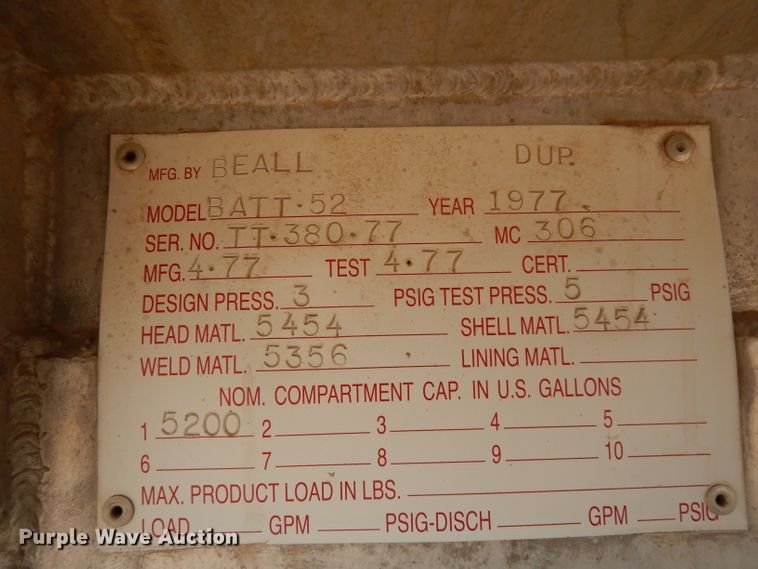 MFG. BY BEALL DUP.
MODEL BATT·52 YEAR 1977
SER. NO. TT·380·77 MC 306
MFG. 4·77 TEST 4·77 CERT.
DESIGN PRESS. 3 PSIG TEST PRESS. 5 PSIG
HEAD MATL. 5454 SHELL MATL. 5454
WELD MATL. 5356 LINING MATL.
NOM. COMPARTMENT CAP. IN U.S. GALLONS
1 5200 2 3 4 5
6 7 8 9 10
MAX. PRODUCT LOAD IN LBS.
LOAD GPM PSIG-DISCH GPM PSIG
Purple Wave Auction